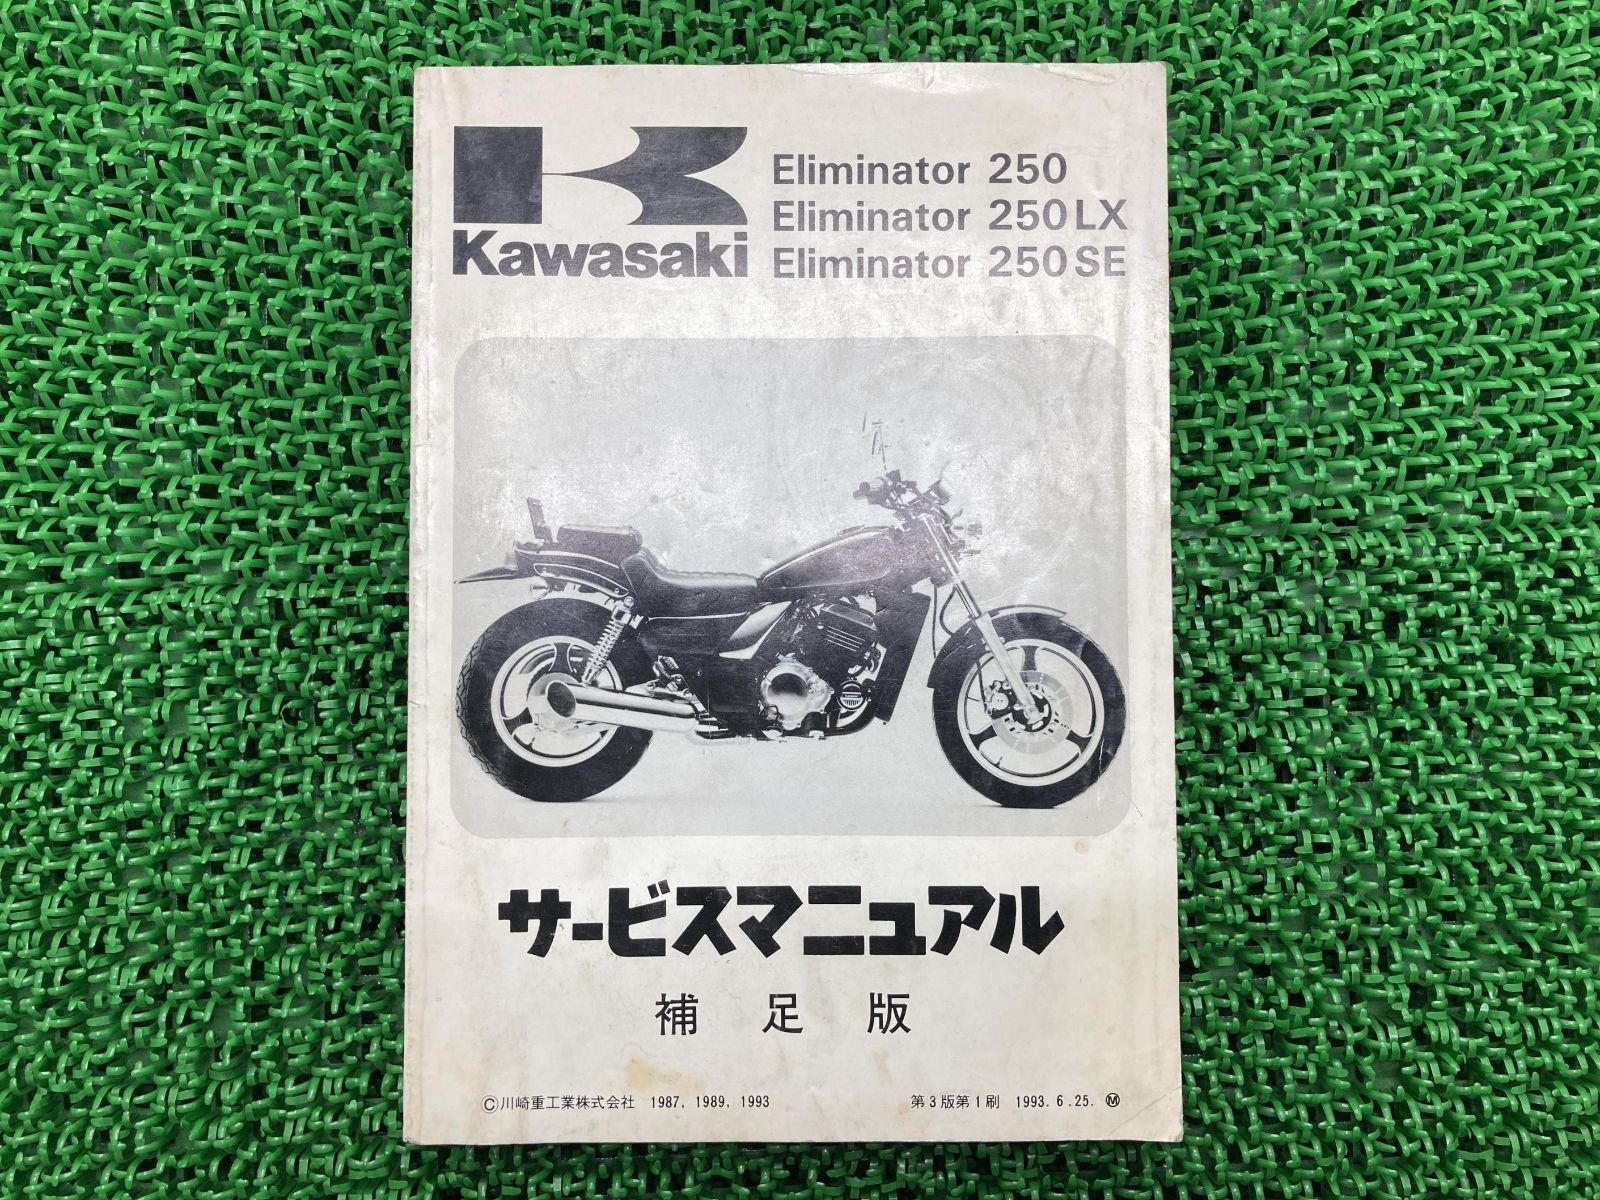 Kawasaki
Eliminator 250
Eliminator 250LX
Eliminator 250SE
サービスマニュアル
補足版
©川崎重工業株式会社 1987, 1989, 1993
第3版第1刷 1993. 6.25. Ⓜ